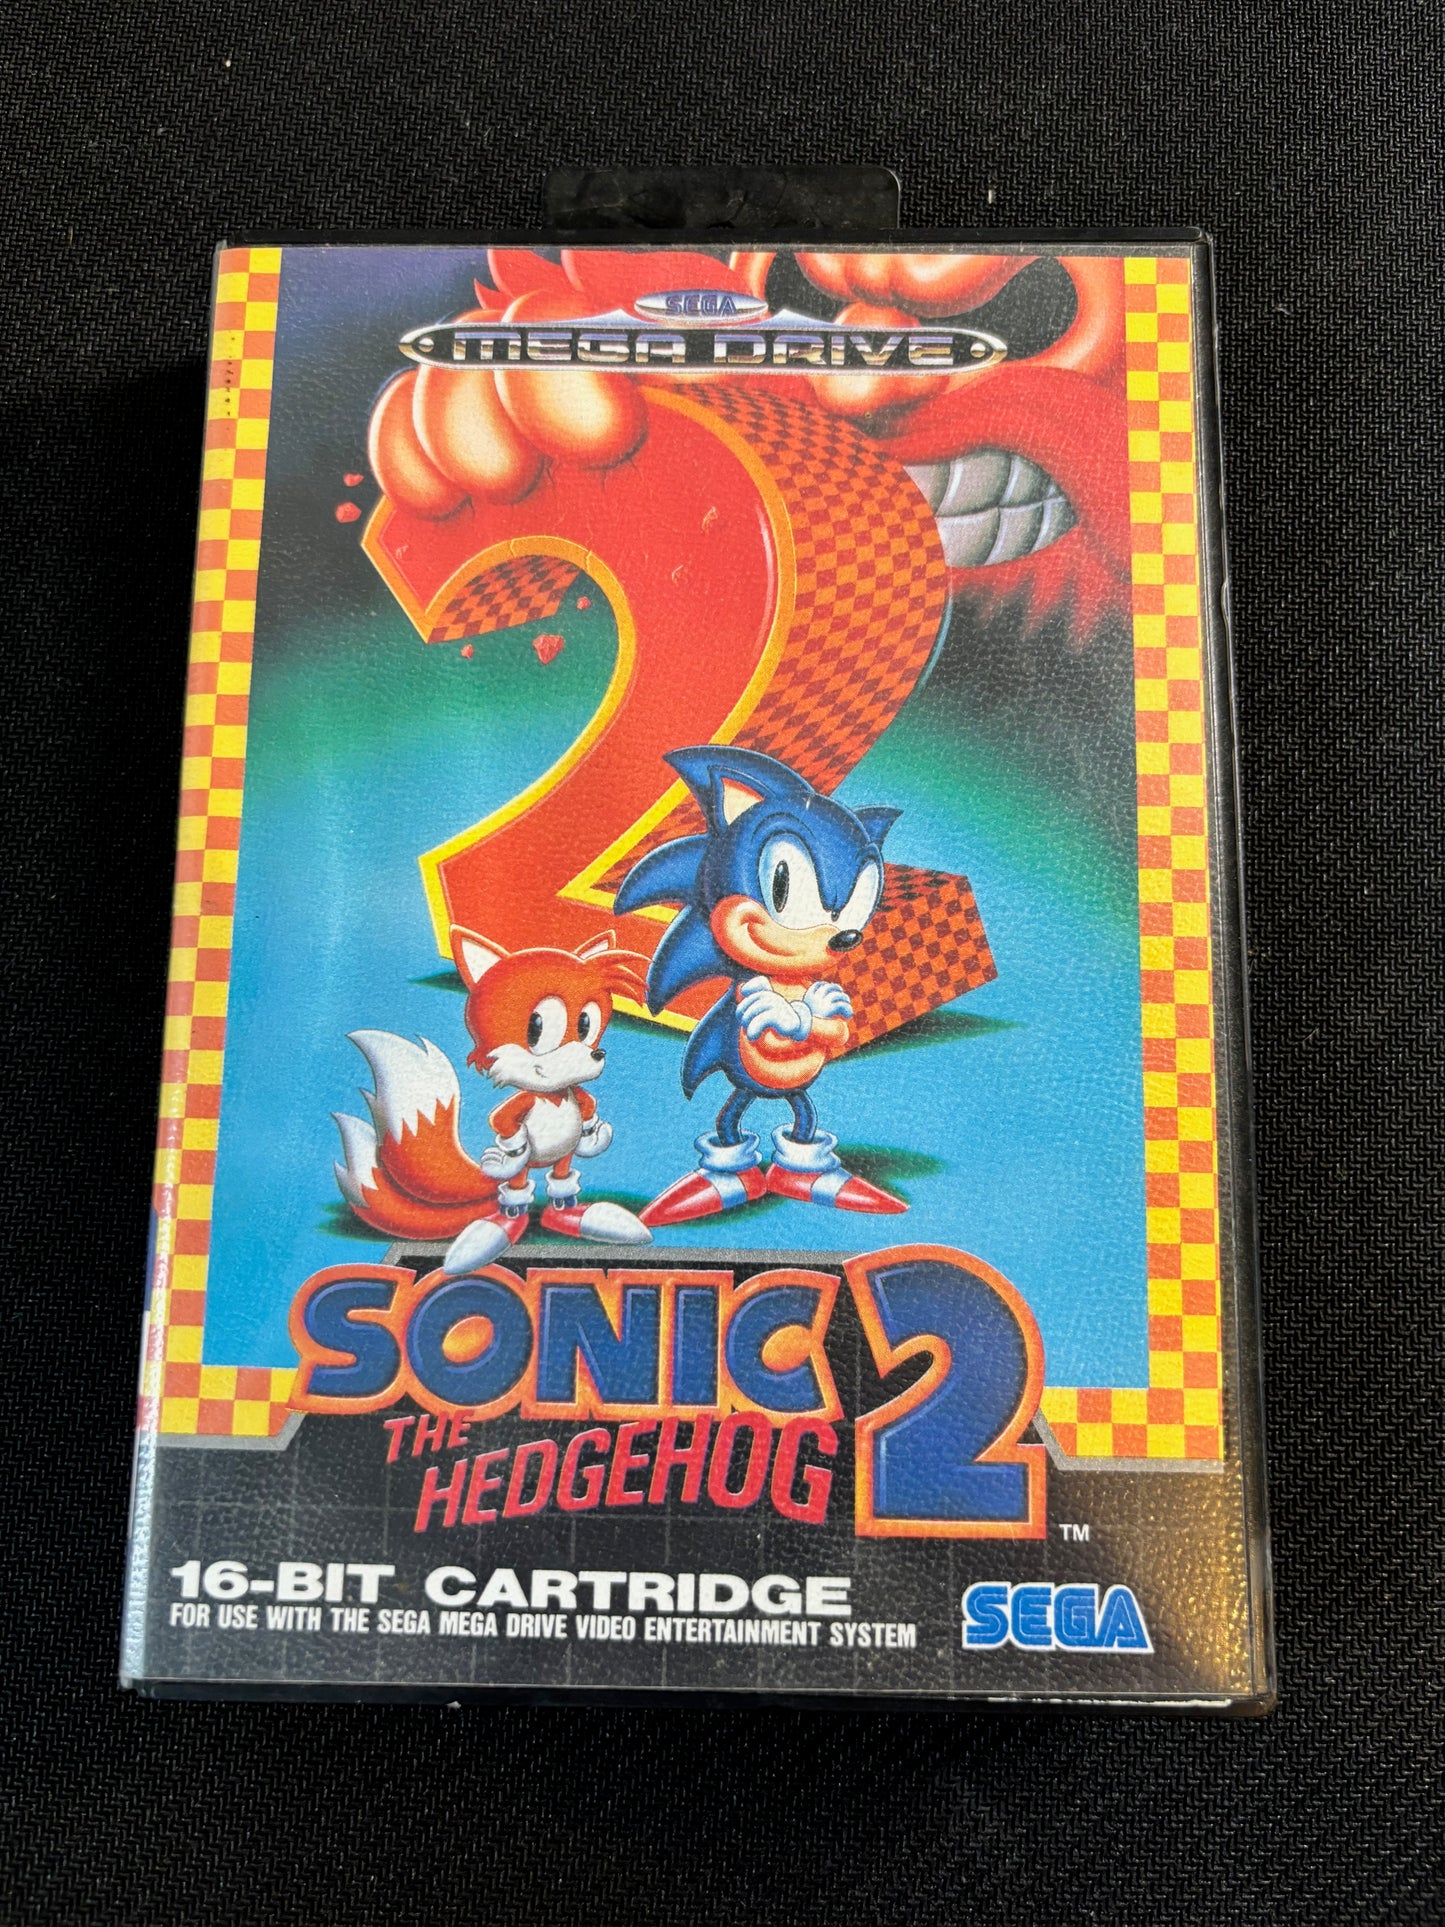 SEGA
MEGA DRIVE
SONIC 2
THE
HEDGEHOG
TM
16-BIT CARTRIDGE
FOR USE WITH THE SEGA MEGA DRIVE VIDEO ENTERTAINMENT SYSTEM
SEGA